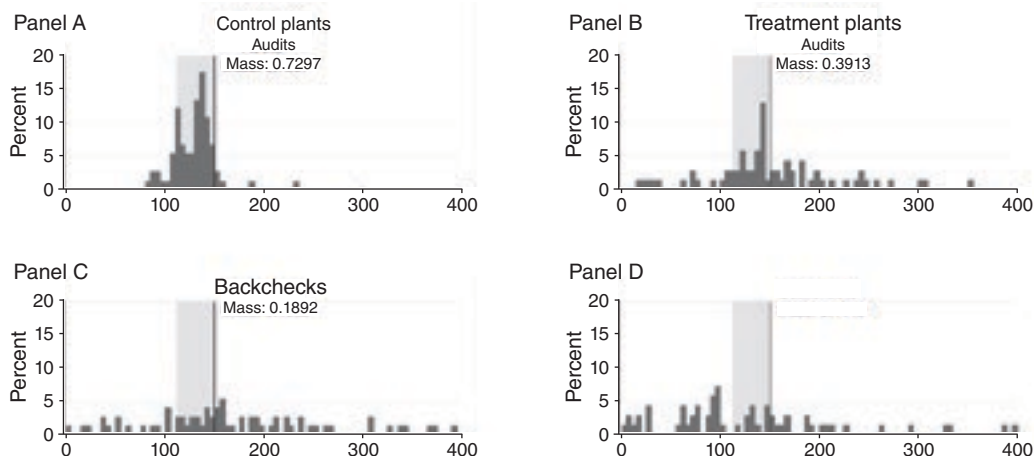 Panel A
Control plants
Audits
Mass: 0.7297
Percent
20
15
10
5
0
0 100 200 300 400
Panel B
Treatment plants
Audits
Mass: 0.3913
Percent
20
15
10
5
0
0 100 200 300 400
Panel C
Backchecks
Mass: 0.1892
Percent
20
15
10
5
0
0 100 200 300 400
Panel D
Percent
20
15
10
5
0
0 100 200 300 400